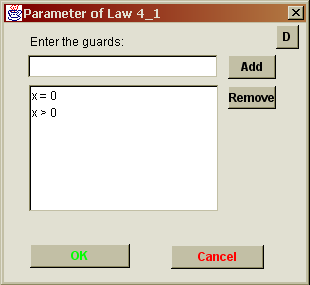 Parameter of Law 4_1
D
Enter the guards:
Add
x = 0
x > 0
Remove
OK
Cancel